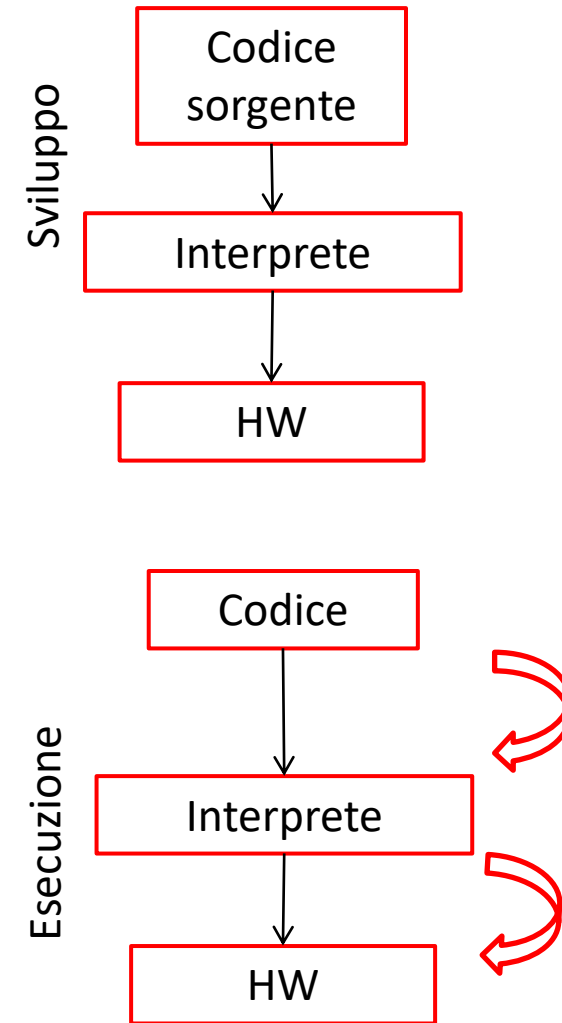 Sviluppo
Codice
sorgente
Interprete
HW
Esecuzione
Codice
Interprete
HW